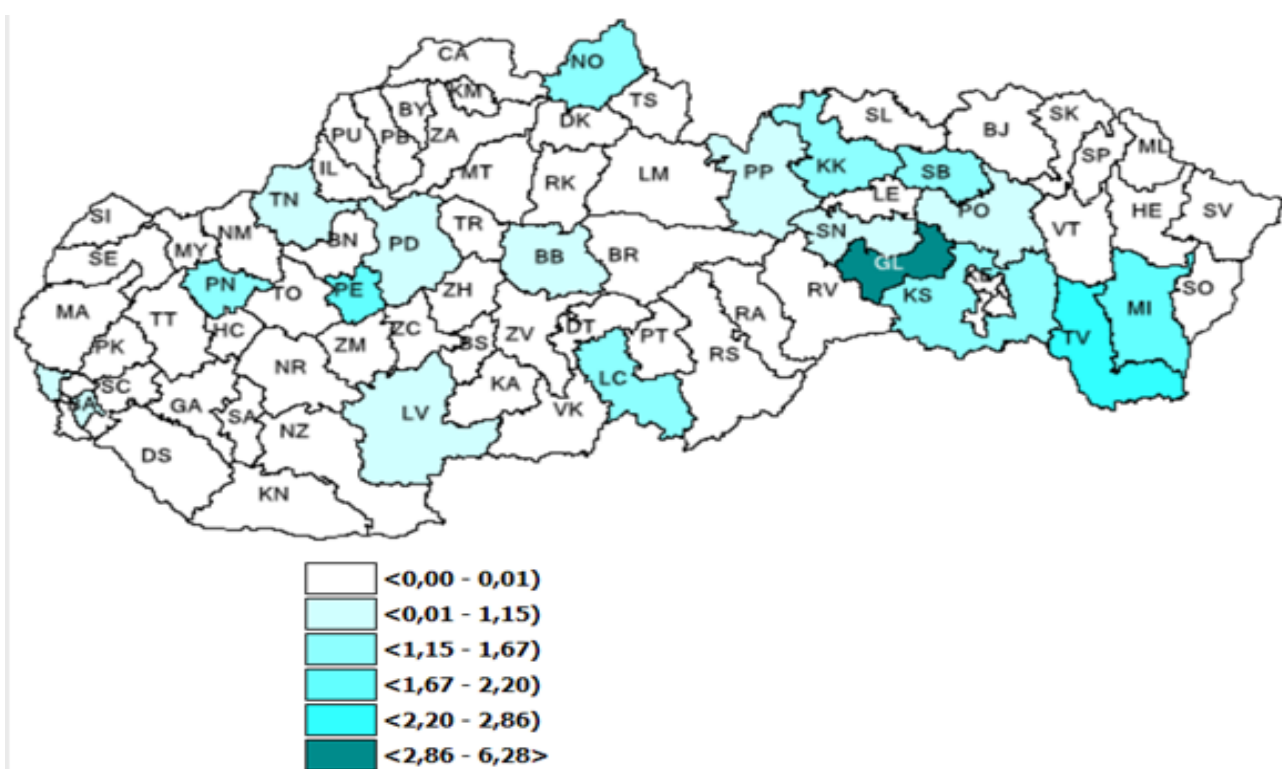 CA
NO
KM
TS
BY
PU
PB
ZA
DK
SL
BJ
SK
SP
ML
IL
MT
RK
LM
PP
KK
SB
TN
LE
HE
SV
SI
NM
BN
PD
TR
SN
PO
VT
MY
SE
BB
BR
GL
PN
TO
PE
ZH
RV
KS
SO
MA
TT
MI
HC
ZC
ZV
DT
PT
RA
TV
PK
ZM
BS
RS
SC
NR
KA
LC
GA
SA
LV
VK
NZ
DS
KN
<0,00 - 0,01)
<0,01 - 1,15)
<1,15 - 1,67)
<1,67 - 2,20)
<2,20 - 2,86)
<2,86 - 6,28>